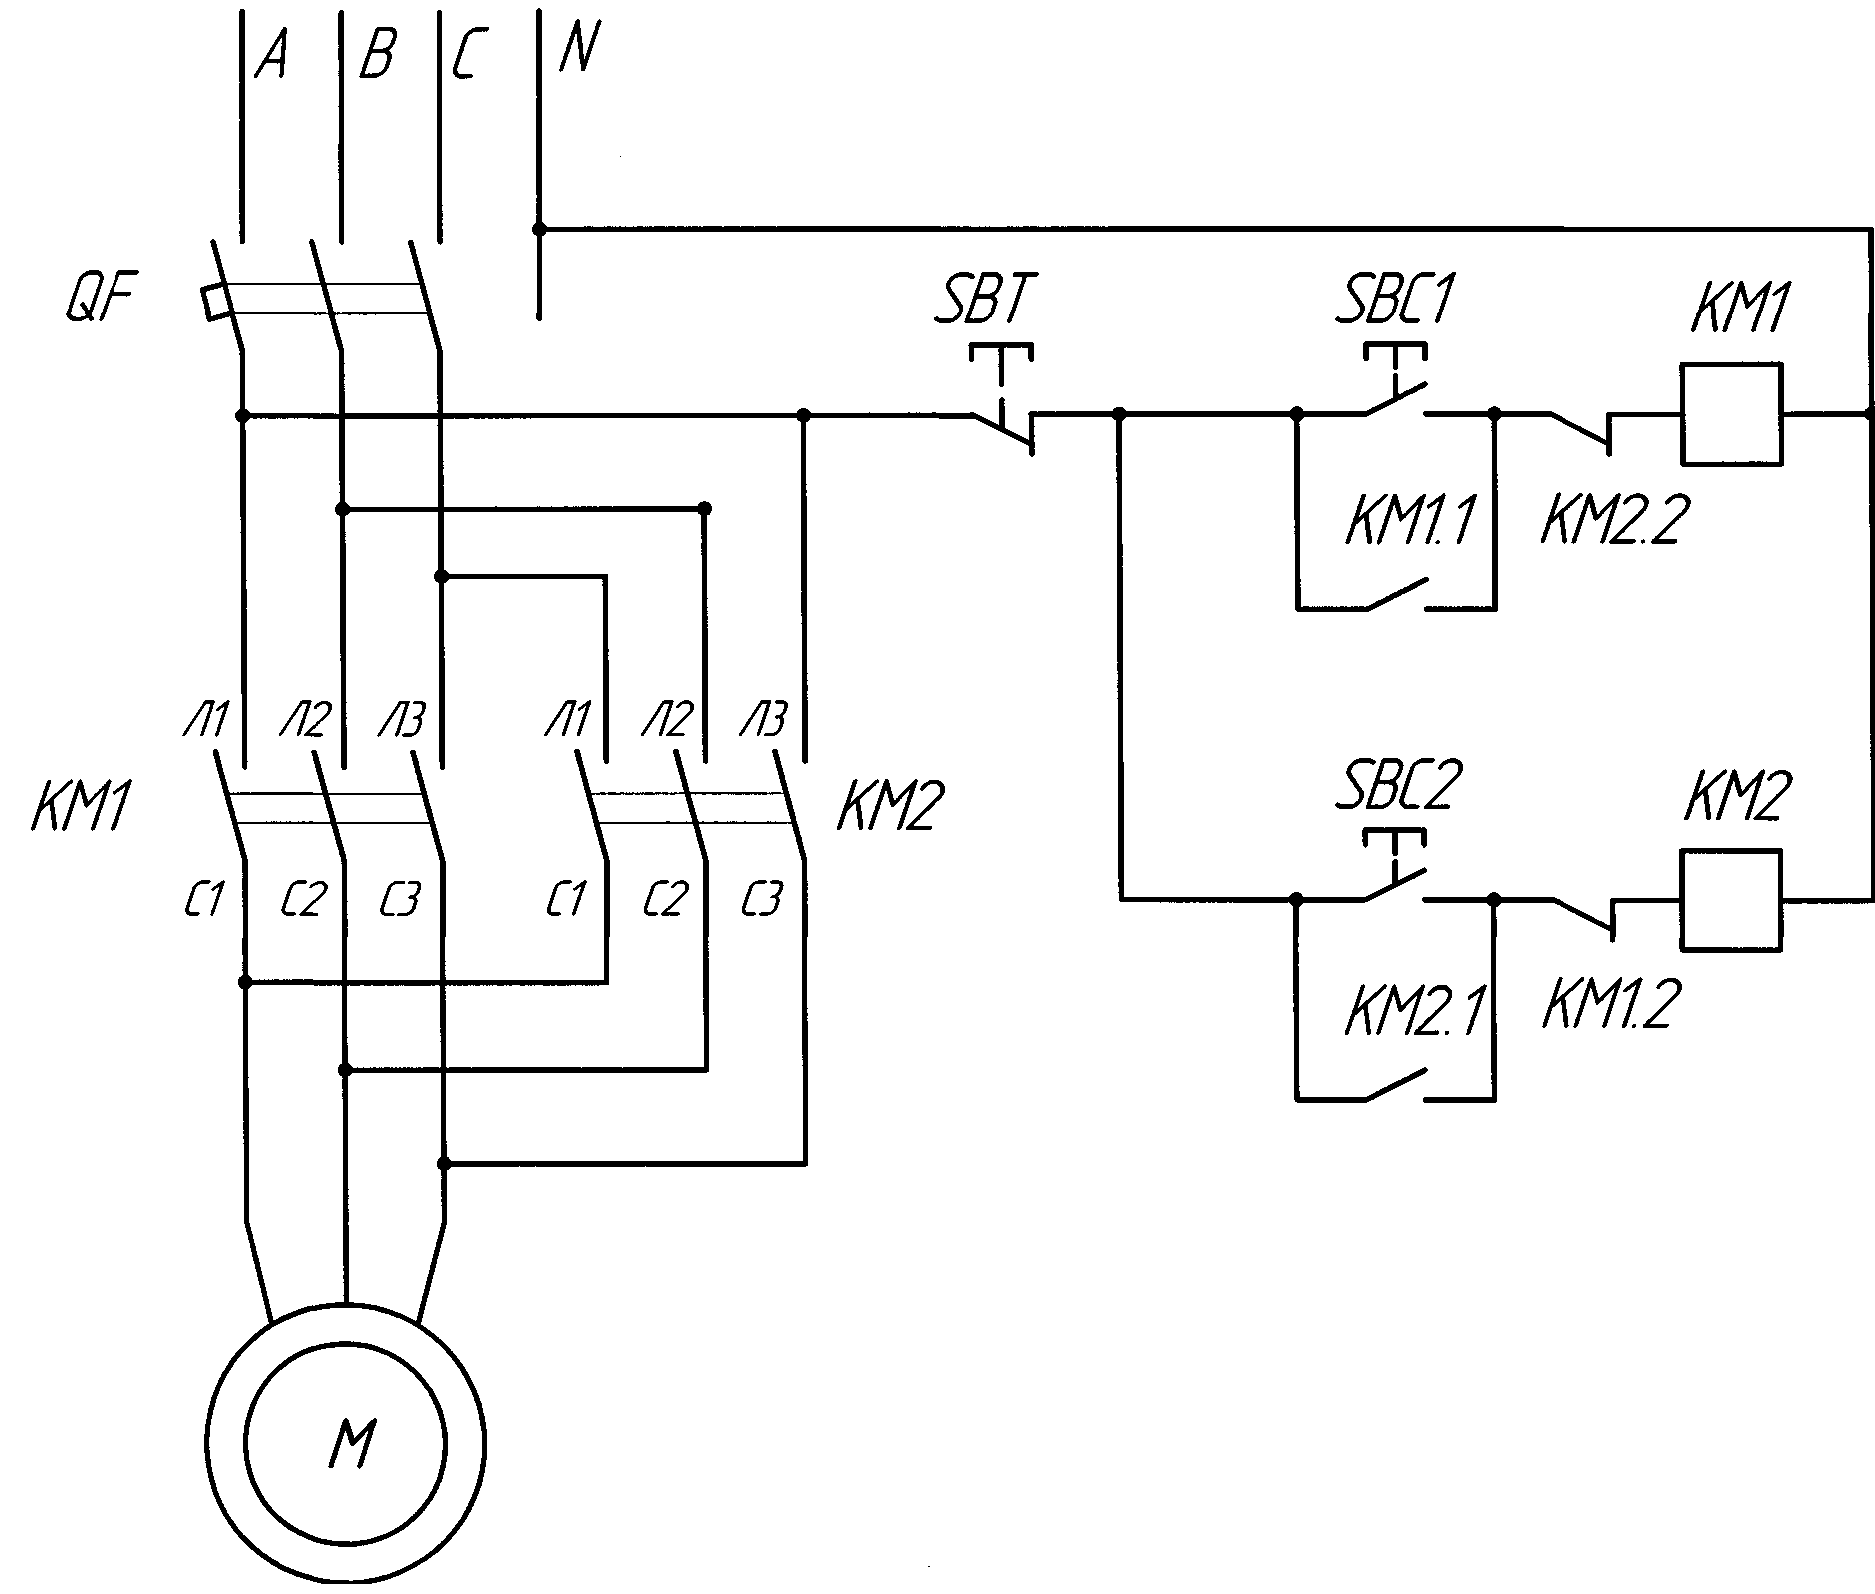 A B C N
QF
SBT SBC1 KM1
KM1.1 KM2.2
Л1 Л2 Л3 Л1 Л2 Л3
KM1 KM2
SBC2 KM2
C1 C2 C3 C1 C2 C3
KM2.1 KM1.2
M